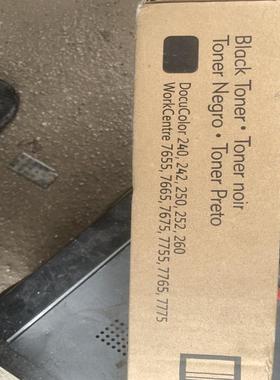 Black Toner • Toner noir
Toner Negro • Toner Preto
DocuColor 240, 242, 250, 252, 260
WorkCentre 7655, 7665, 7675, 7755, 7765, 7775